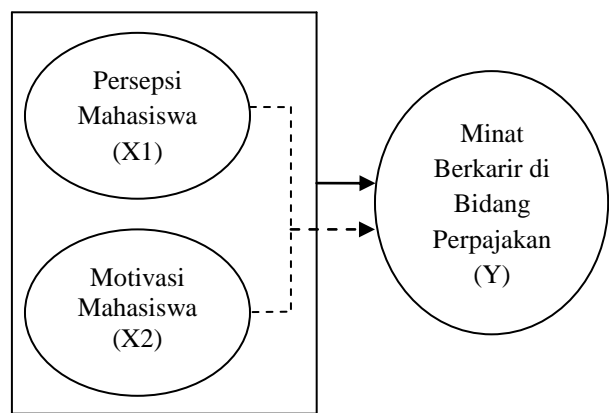 Persepsi
Mahasiswa
(X1)
Motivasi
Mahasiswa
(X2)
Minat
Berkarir di
Bidang
Perpajakan
(Y)